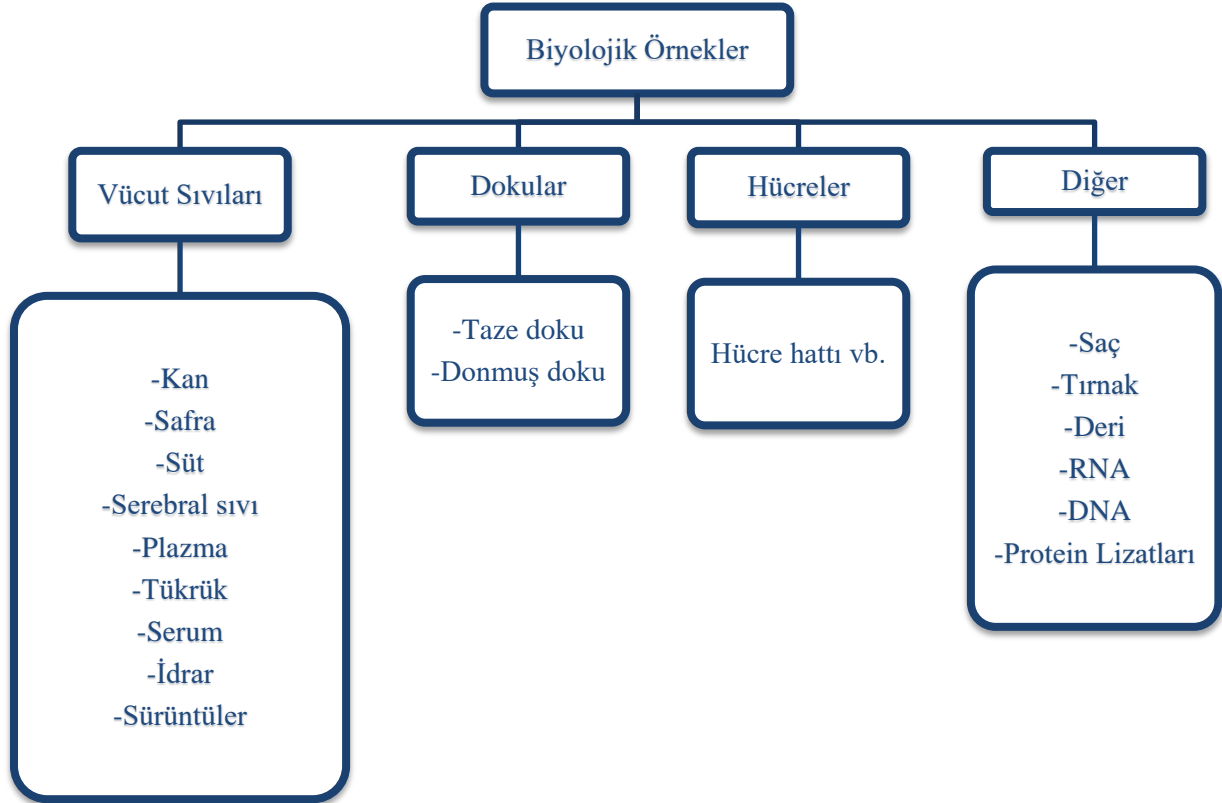 Biyolojik Örnekler
Vücut Sıvıları
Dokular
Hücreler
Diğer
-Kan
-Safra
-Süt
-Serebral sıvı
-Plazma
-Tükrük
-Serum
-İdrar
-Sürüntüler
-Taze doku
-Donmuş doku
Hücre hattı vb.
-Saç
-Tırnak
-Deri
-RNA
-DNA
-Protein Lizatları